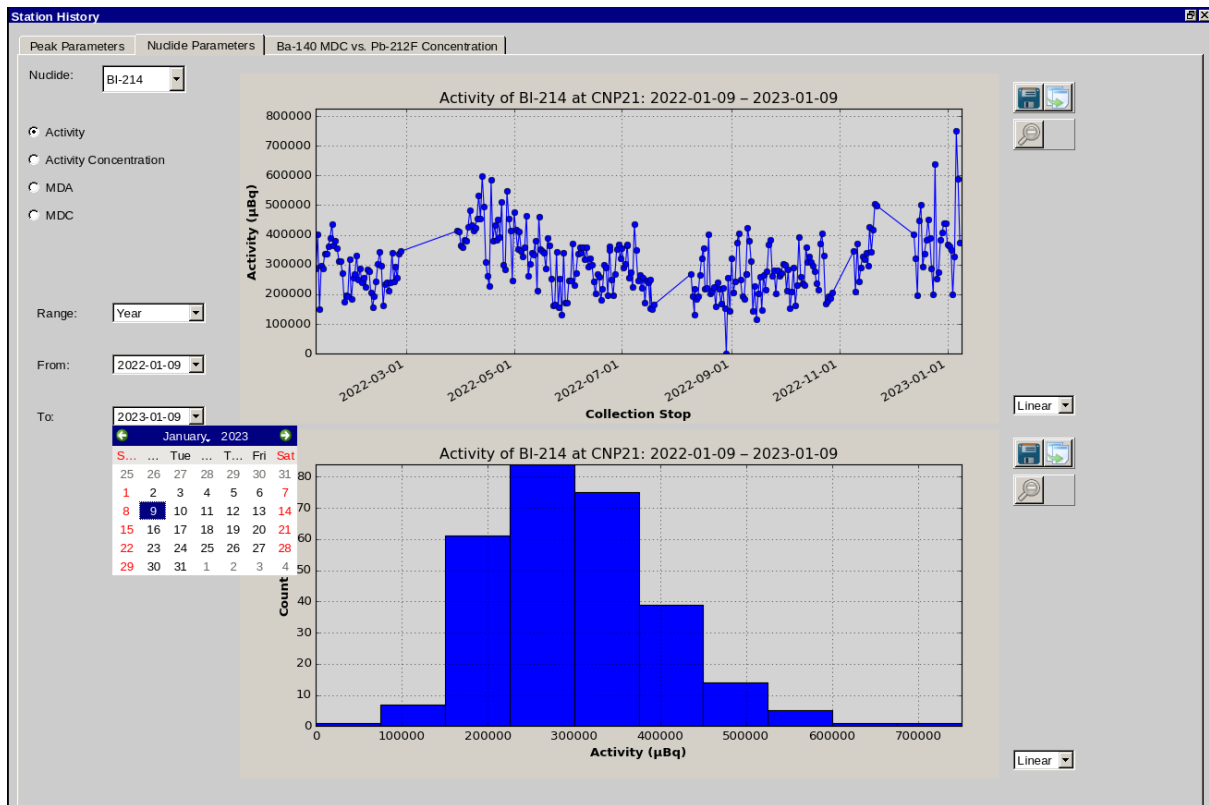 Station History
Peak Parameters Nuclide Parameters Ba-140 MDC vs. Pb-212F Concentration
Nuclide: BI-214
Activity
Activity Concentration
MDA
MDC
Range: Year
From: 2022-01-09
To: 2023-01-09
January, 2023
S... ... Tue ... T... Fri Sat
25 26 27 28 29 30 31
1 2 3 4 5 6 7
8 9 10 11 12 13 14
15 16 17 18 19 20 21
22 23 24 25 26 27 28
29 30 31 1 2 3 4
Activity of BI-214 at CNP21: 2022-01-09 – 2023-01-09
Activity (µBq)
800000
700000
600000
500000
400000
300000
200000
100000
0
2022-03-01 2022-05-01 2022-07-01 2022-09-01 2022-11-01 2023-01-01
Collection Stop
Linear
Activity of BI-214 at CNP21: 2022-01-09 – 2023-01-09
Count
80
70
60
50
40
30
20
10
0
0 100000 200000 300000 400000 500000 600000 700000
Activity (µBq)
Linear